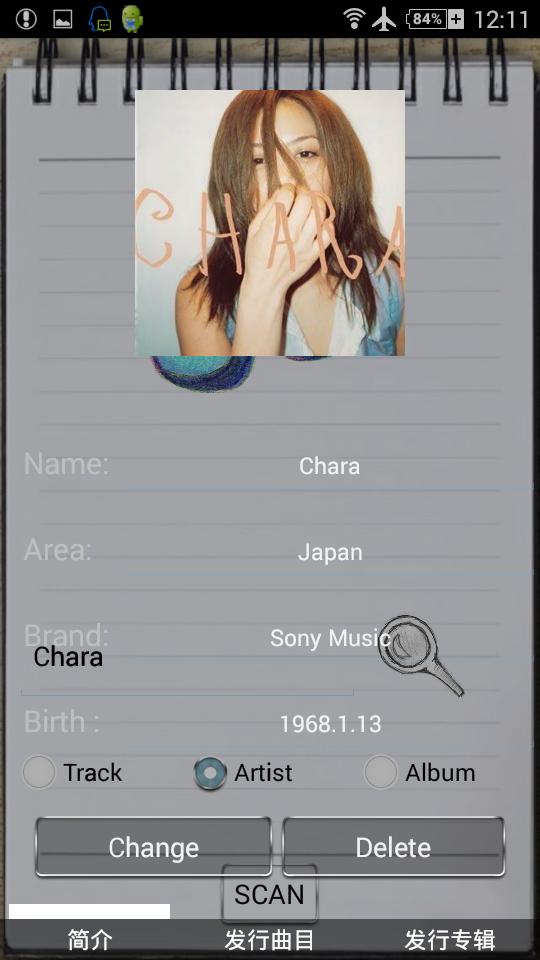 84% 12:11
CHARA
Name: Chara
Area: Japan
Brand: Sony Music
Chara
Birth : 1968.1.13
Track Artist Album
Change Delete
SCAN
简介 发行曲目 发行专辑